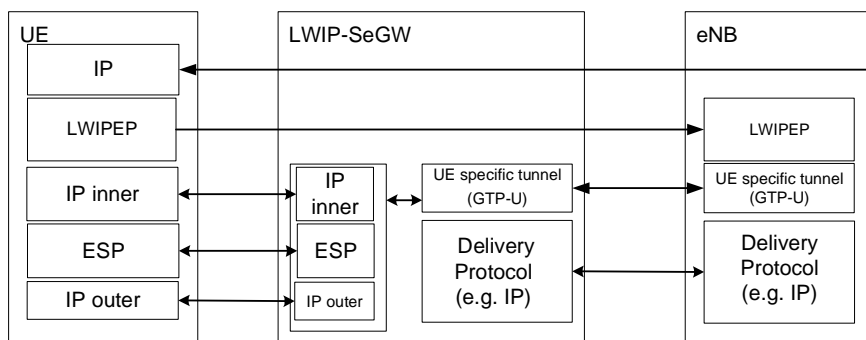 UE
IP
LWIPEP
IP inner
ESP
IP outer
LWIP-SeGW
IP
inner
ESP
IP outer
UE specific tunnel
(GTP-U)
Delivery
Protocol
(e.g. IP)
eNB
LWIPEP
UE specific tunnel
(GTP-U)
Delivery
Protocol
(e.g. IP)